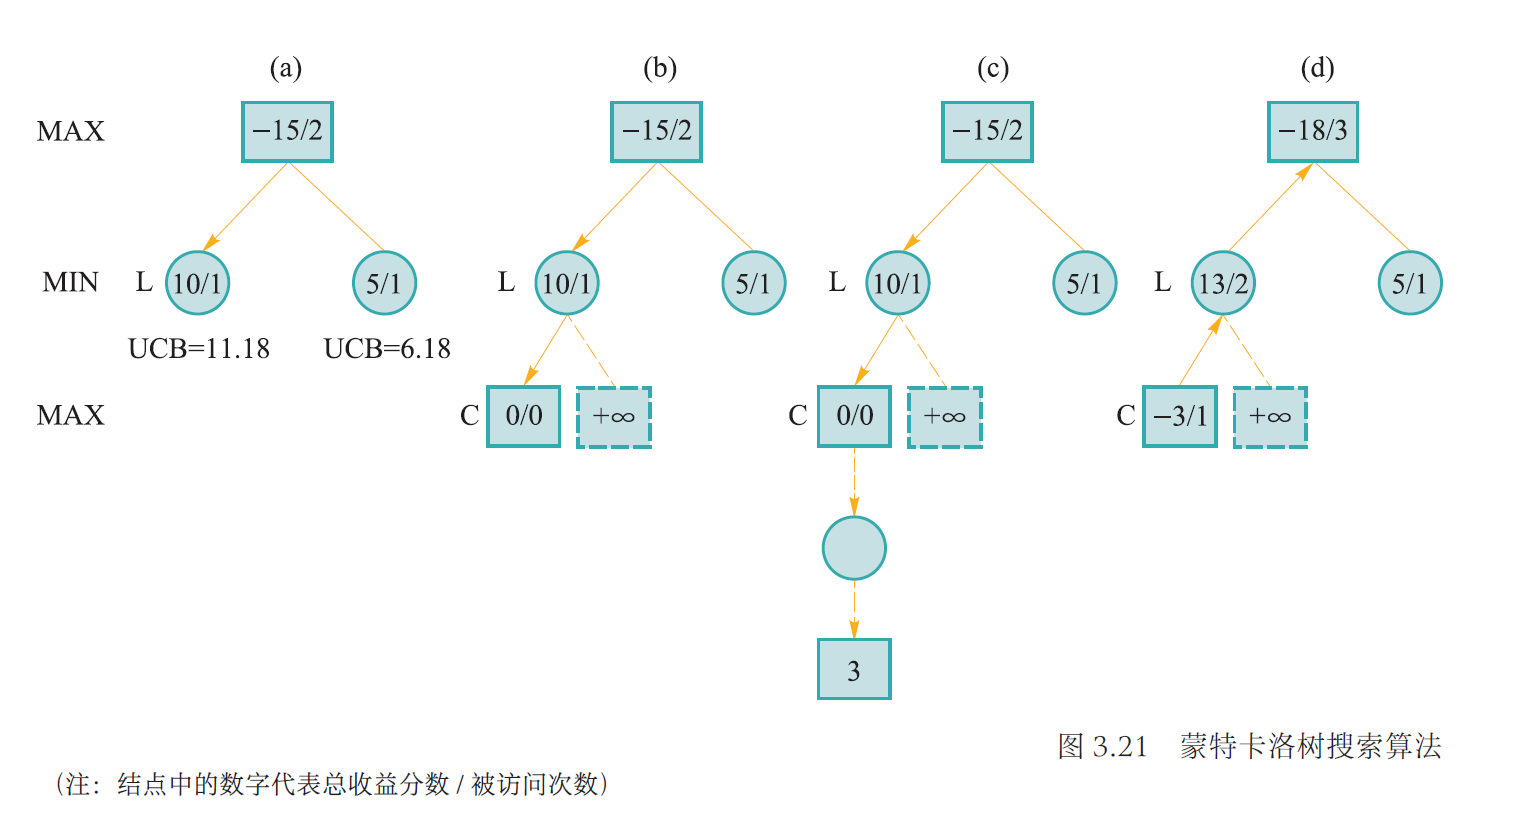 (a) (b) (c) (d)
MAX −15/2 −15/2 −15/2 −18/3
MIN L 10/1 5/1 L 10/1 5/1 L 10/1 5/1 L 13/2 5/1
UCB=11.18 UCB=6.18
MAX C 0/0 +∞ C 0/0 +∞ C −3/1 +∞
3
图 3.21 蒙特卡洛树搜索算法
（注：结点中的数字代表总收益分数 / 被访问次数）